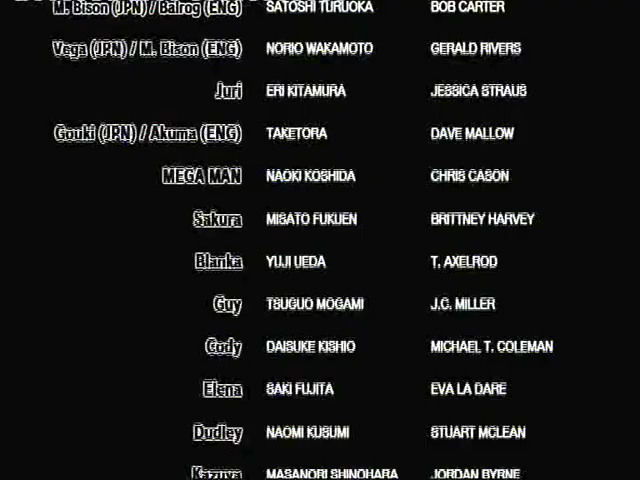 M. Bison (JPN) / Balrog (ENG) SATOSHI TURUOKA BOB CARTER
Vega (JPN) / M. Bison (ENG) NORIO WAKAMOTO GERALD RIVERS
Juri ERI KITAMURA JESSICA STRAUS
Gouki (JPN) / Akuma (ENG) TAKETORA DAVE MALLOW
MEGA MAN NAOKI KOSHIDA CHRIS CASON
Sakura MISATO FUKUEN BRITTNEY HARVEY
Blanka YUJI UEDA T. AXELROD
Guy TSUGUO MOGAMI J.C. MILLER
Cody DAISUKE KISHIO MICHAEL T. COLEMAN
Elena SAKI FUJITA EVA LA DARE
Dudley NAOMI KUSUMI STUART MCLEAN
Kazuya MASANORI SHINOHARA JORDAN BYRNE